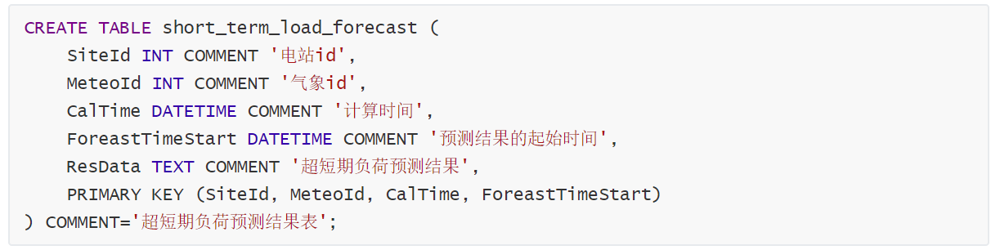 CREATE TABLE short_term_load_forecast (
    SiteId INT COMMENT '电站id',
    MeteoId INT COMMENT '气象id',
    CalTime DATETIME COMMENT '计算时间',
    ForeastTimeStart DATETIME COMMENT '预测结果的起始时间',
    ResData TEXT COMMENT '超短期负荷预测结果',
    PRIMARY KEY (SiteId, MeteoId, CalTime, ForeastTimeStart)
) COMMENT='超短期负荷预测结果表';